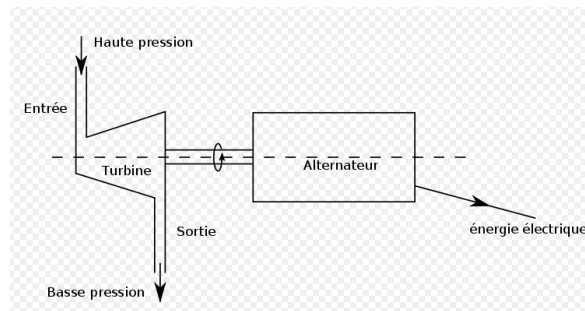 Haute pression
Entrée
Turbine
Alternateur
Sortie
énergie électrique
Basse pression